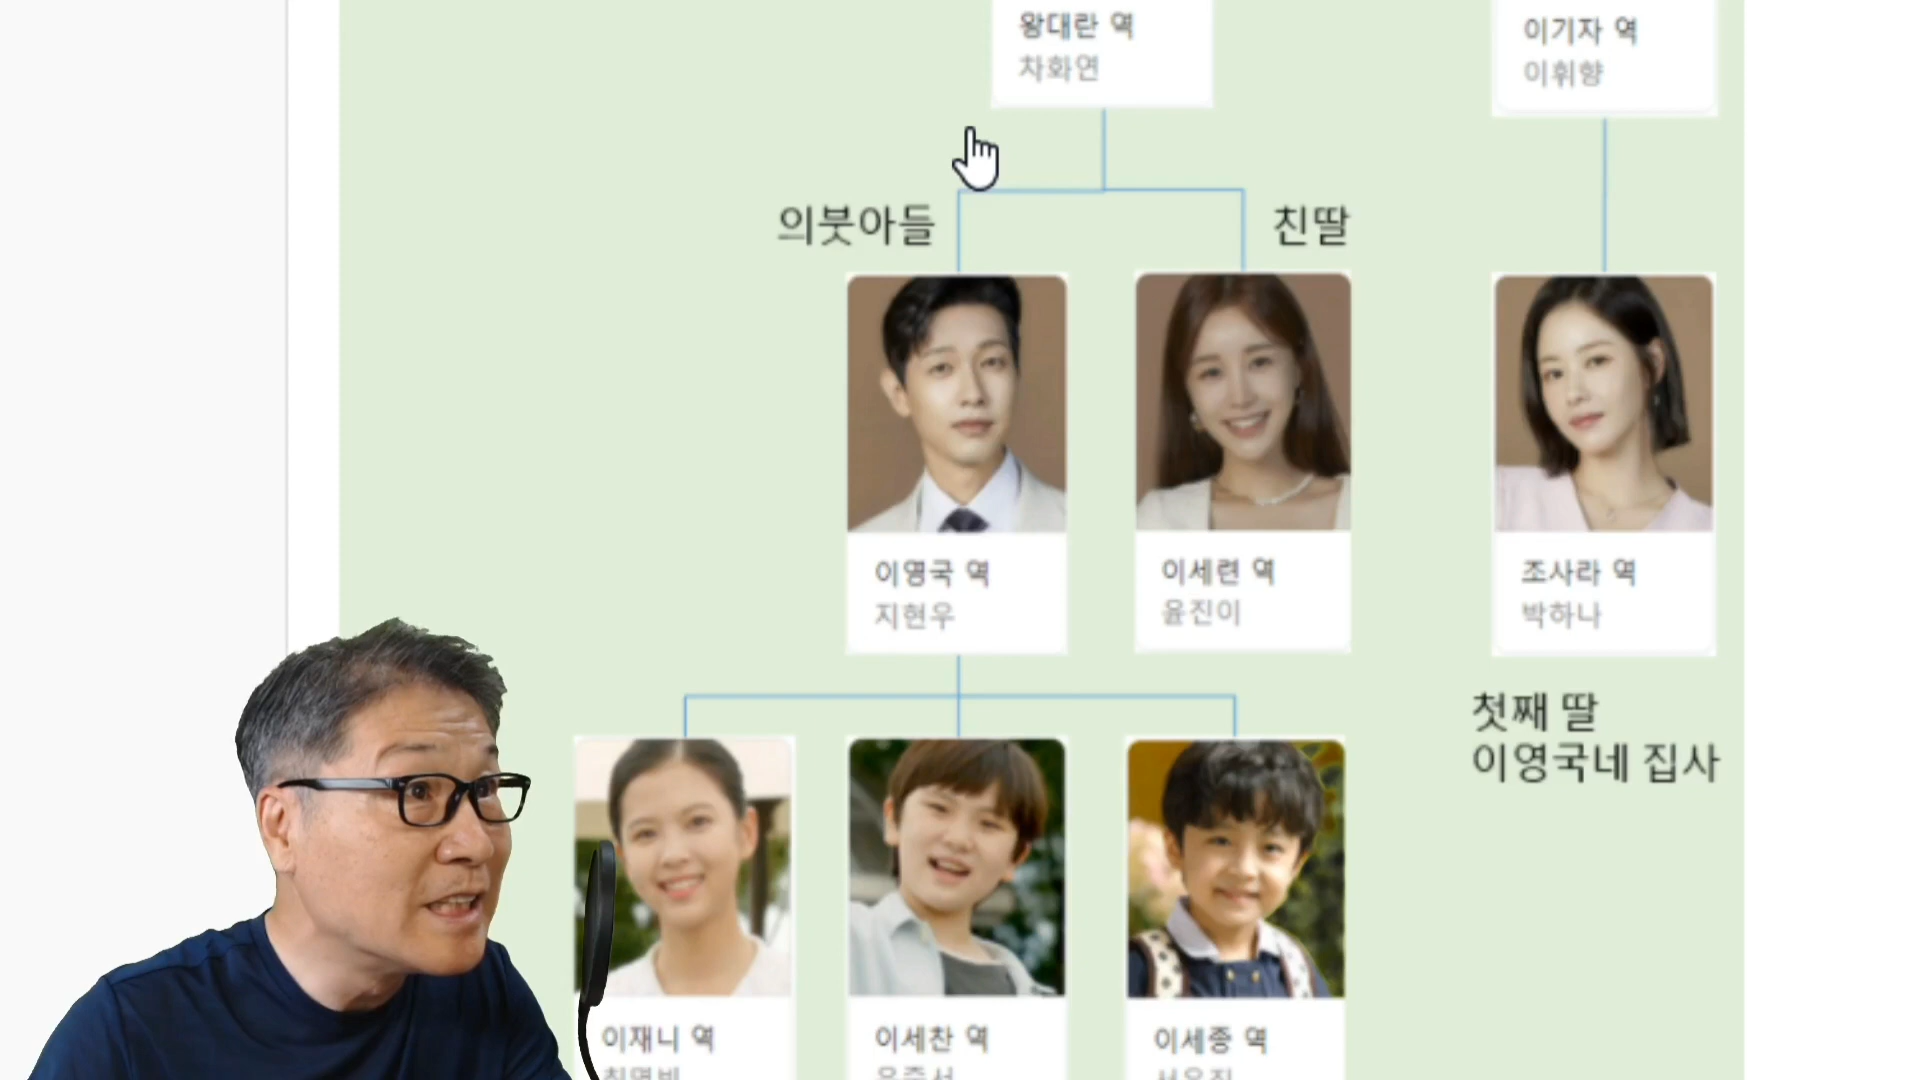 왕대란 역
차화연
이기자 역
이휘향
의붓아들
친딸
이영국 역
지현우
이세련 역
윤진이
조사라 역
박하나
첫째 딸
이영국네 집사
이재니 역
이세찬 역
이세종 역